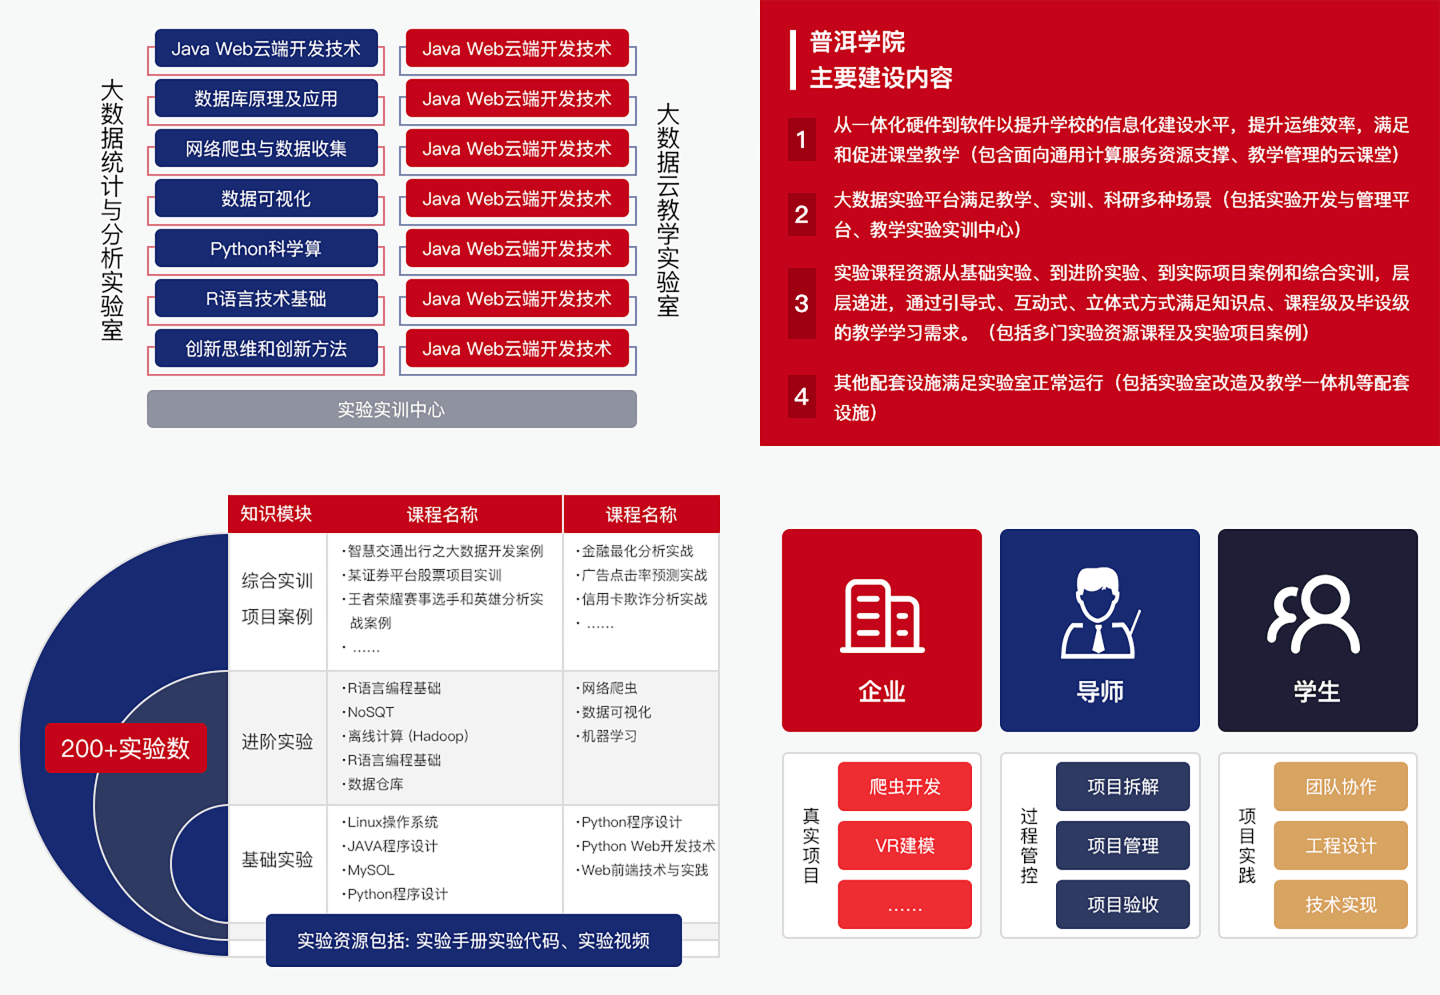 大数据统计与分析实验室
Java Web云端开发技术
数据库原理及应用
网络爬虫与数据收集
数据可视化
Python科学算
R语言技术基础
创新思维和创新方法
Java Web云端开发技术
Java Web云端开发技术
Java Web云端开发技术
Java Web云端开发技术
Java Web云端开发技术
Java Web云端开发技术
Java Web云端开发技术
大数据云教学实验室
实验实训中心
普洱学院
主要建设内容
1
从一体化硬件到软件以提升学校的信息化建设水平，提升运维效率，满足
和促进课堂教学（包含面向通用计算服务资源支撑、教学管理的云课堂）
2
大数据实验平台满足教学、实训、科研多种场景（包括实验开发与管理平
台、教学实验实训中心）
3
实验课程资源从基础实验、到进阶实验、到实际项目案例和综合实训，层
层递进，通过引导式、互动式、立体式方式满足知识点、课程级及毕设级
的教学学习需求。（包括多门实验资源课程及实验项目案例）
4
其他配套设施满足实验室正常运行（包括实验室改造及教学一体机等配套
设施）
200+实验数
知识模块
课程名称
课程名称
综合实训
项目案例
·智慧交通出行之大数据开发案例
·某证券平台股票项目实训
·王者荣耀赛事选手和英雄分析实
战案例
· ……
·金融最化分析实战
·广告点击率预测实战
·信用卡欺诈分析实战
· ……
进阶实验
·R语言编程基础
·NoSQT
·离线计算（Hadoop）
·R语言编程基础
·数据仓库
·网络爬虫
·数据可视化
·机器学习
基础实验
·Linux操作系统
·JAVA程序设计
·MySOL
·Python程序设计
·Python程序设计
·Python Web开发技术
·Web前端技术与实践
实验资源包括: 实验手册实验代码、实验视频
企业
导师
学生
真实项目
爬虫开发
VR建模
……
过程管控
项目拆解
项目管理
项目验收
项目实践
团队协作
工程设计
技术实现